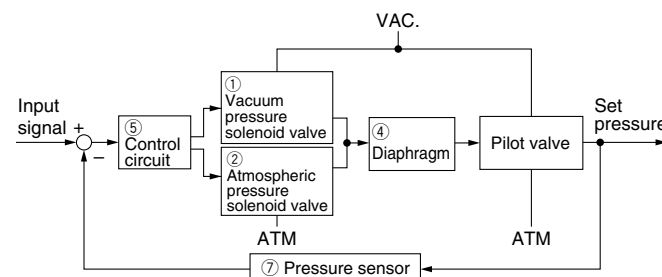 VAC.
①
Vacuum
pressure
solenoid valve
Input
signal
+
−
⑤
Control
circuit
②
Atmospheric
pressure
solenoid valve
④
Diaphragm
Pilot valve
Set
pressure
ATM
ATM
⑦ Pressure sensor